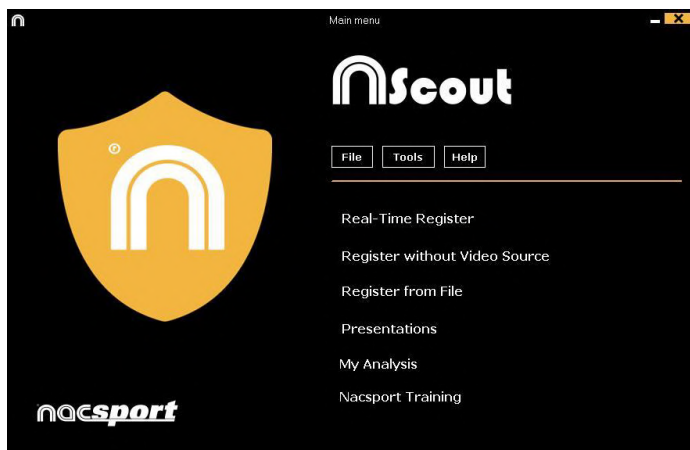 Main menu
nScout
File Tools Help
Real-Time Register
Register without Video Source
Register from File
Presentations
My Analysis
Nacsport Training
nacsport